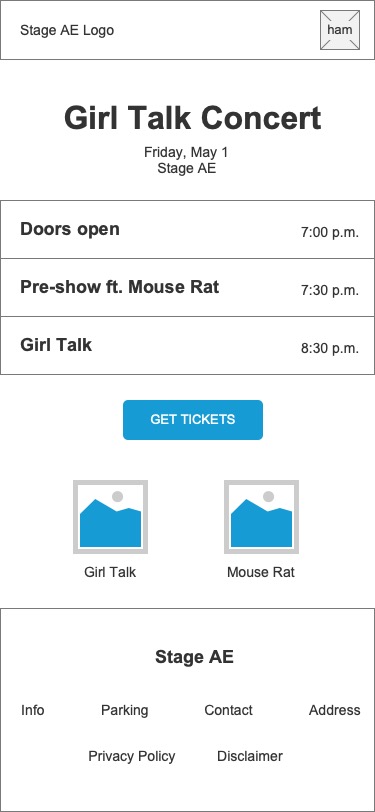 Stage AE Logo
ham
Girl Talk Concert
Friday, May 1
Stage AE
Doors open 7:00 p.m.
Pre-show ft. Mouse Rat 7:30 p.m.
Girl Talk 8:30 p.m.
GET TICKETS
Girl Talk Mouse Rat
Stage AE
Info Parking Contact Address
Privacy Policy Disclaimer